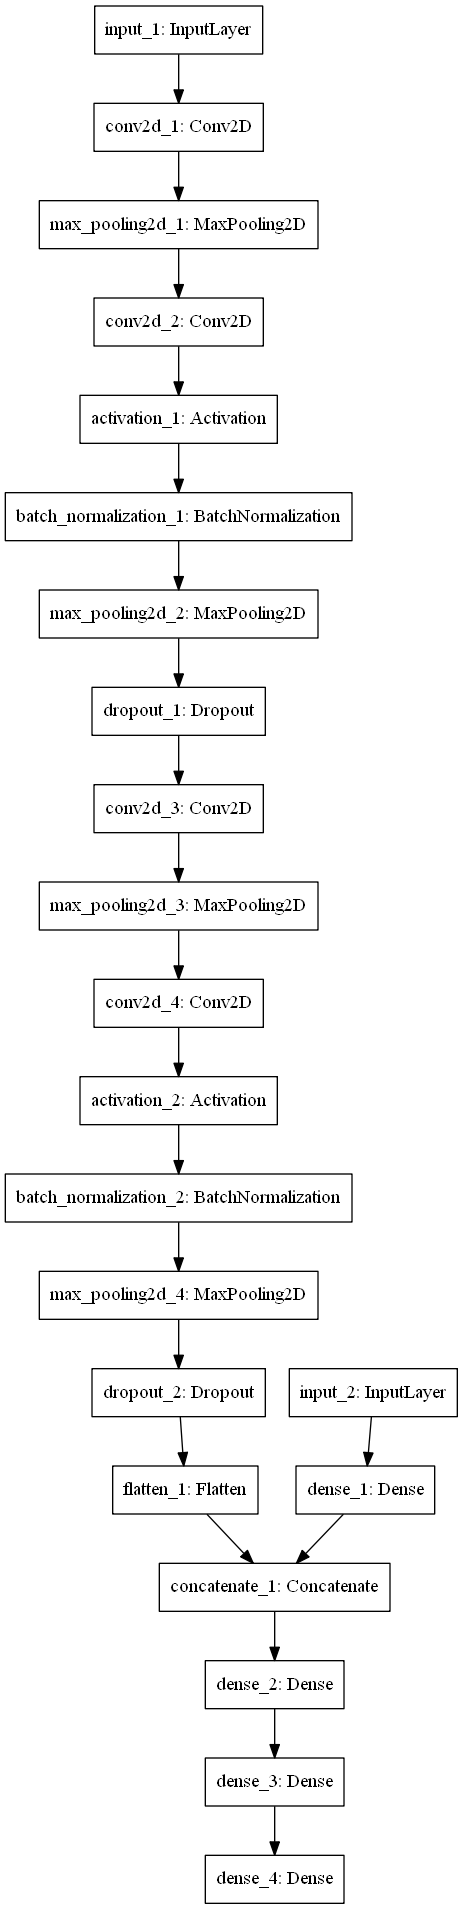 input_1: InputLayer
conv2d_1: Conv2D
max_pooling2d_1: MaxPooling2D
conv2d_2: Conv2D
activation_1: Activation
batch_normalization_1: BatchNormalization
max_pooling2d_2: MaxPooling2D
dropout_1: Dropout
conv2d_3: Conv2D
max_pooling2d_3: MaxPooling2D
conv2d_4: Conv2D
activation_2: Activation
batch_normalization_2: BatchNormalization
max_pooling2d_4: MaxPooling2D
dropout_2: Dropout
input_2: InputLayer
flatten_1: Flatten
dense_1: Dense
concatenate_1: Concatenate
dense_2: Dense
dense_3: Dense
dense_4: Dense